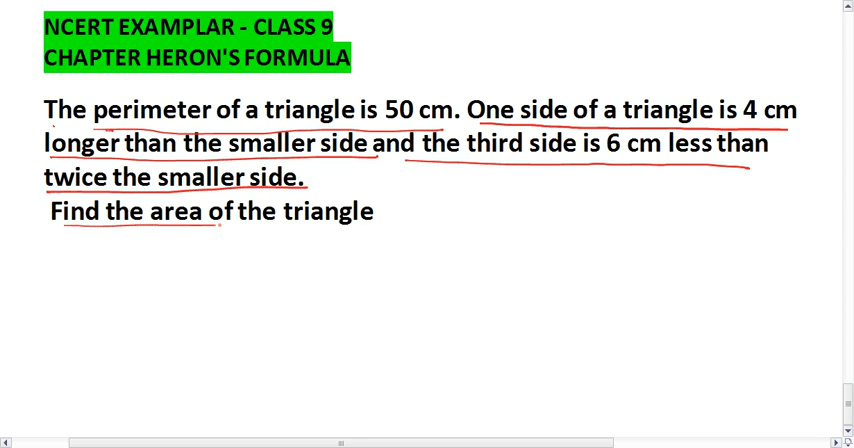 NCERT EXAMPLAR - CLASS 9
CHAPTER HERON'S FORMULA
The perimeter of a triangle is 50 cm. One side of a triangle is 4 cm
longer than the smaller side and the third side is 6 cm less than
twice the smaller side.
Find the area of the triangle